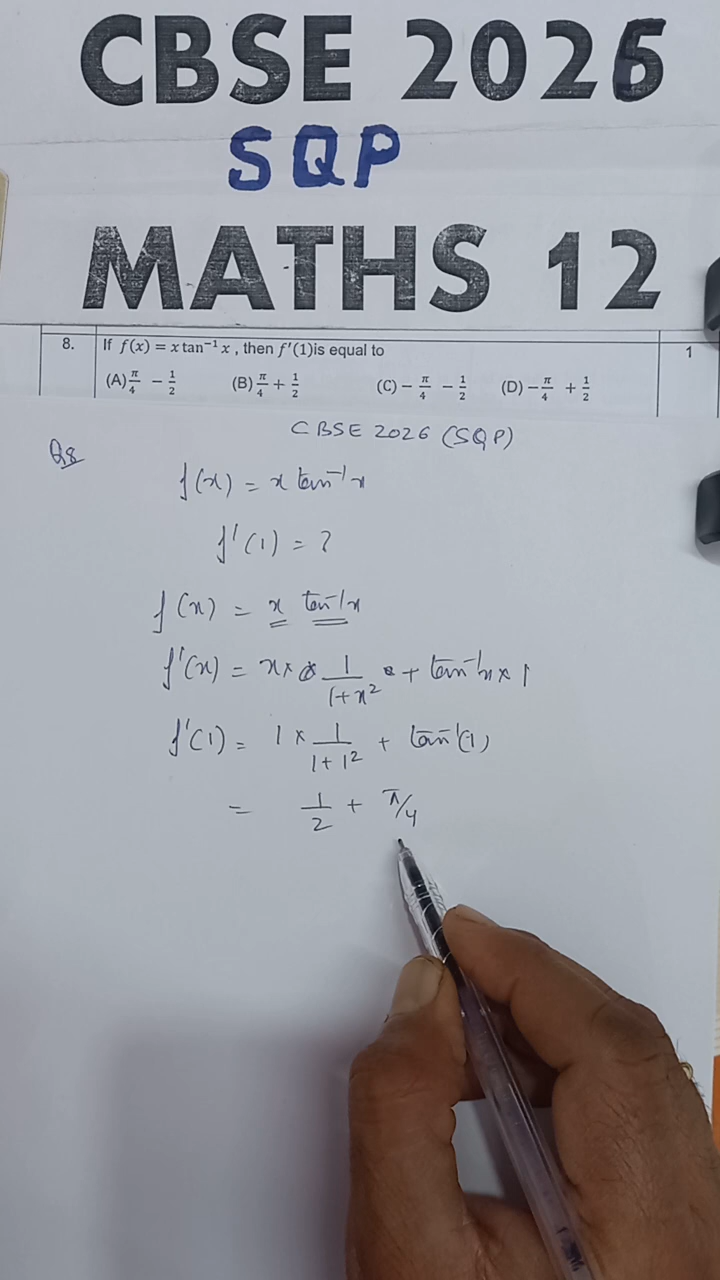 CBSE 2026
SQP
MATHS 12
8. If f(x) = x tan⁻¹ x , then f′(1)is equal to 1
(A) π/4 − 1/2 (B) π/4 + 1/2 (C) − π/4 − 1/2 (D) − π/4 + 1/2
CBSE 2026 (SQP)
Q8
f(x) = x tan⁻¹x
f'(1) = ?
f(x) = x tan⁻¹x
f'(x) = x × 1/(1+x²) + tan⁻¹x × 1
f'(1) = 1 × 1/(1+1²) + tan⁻¹(1)
= 1/2 + π/4